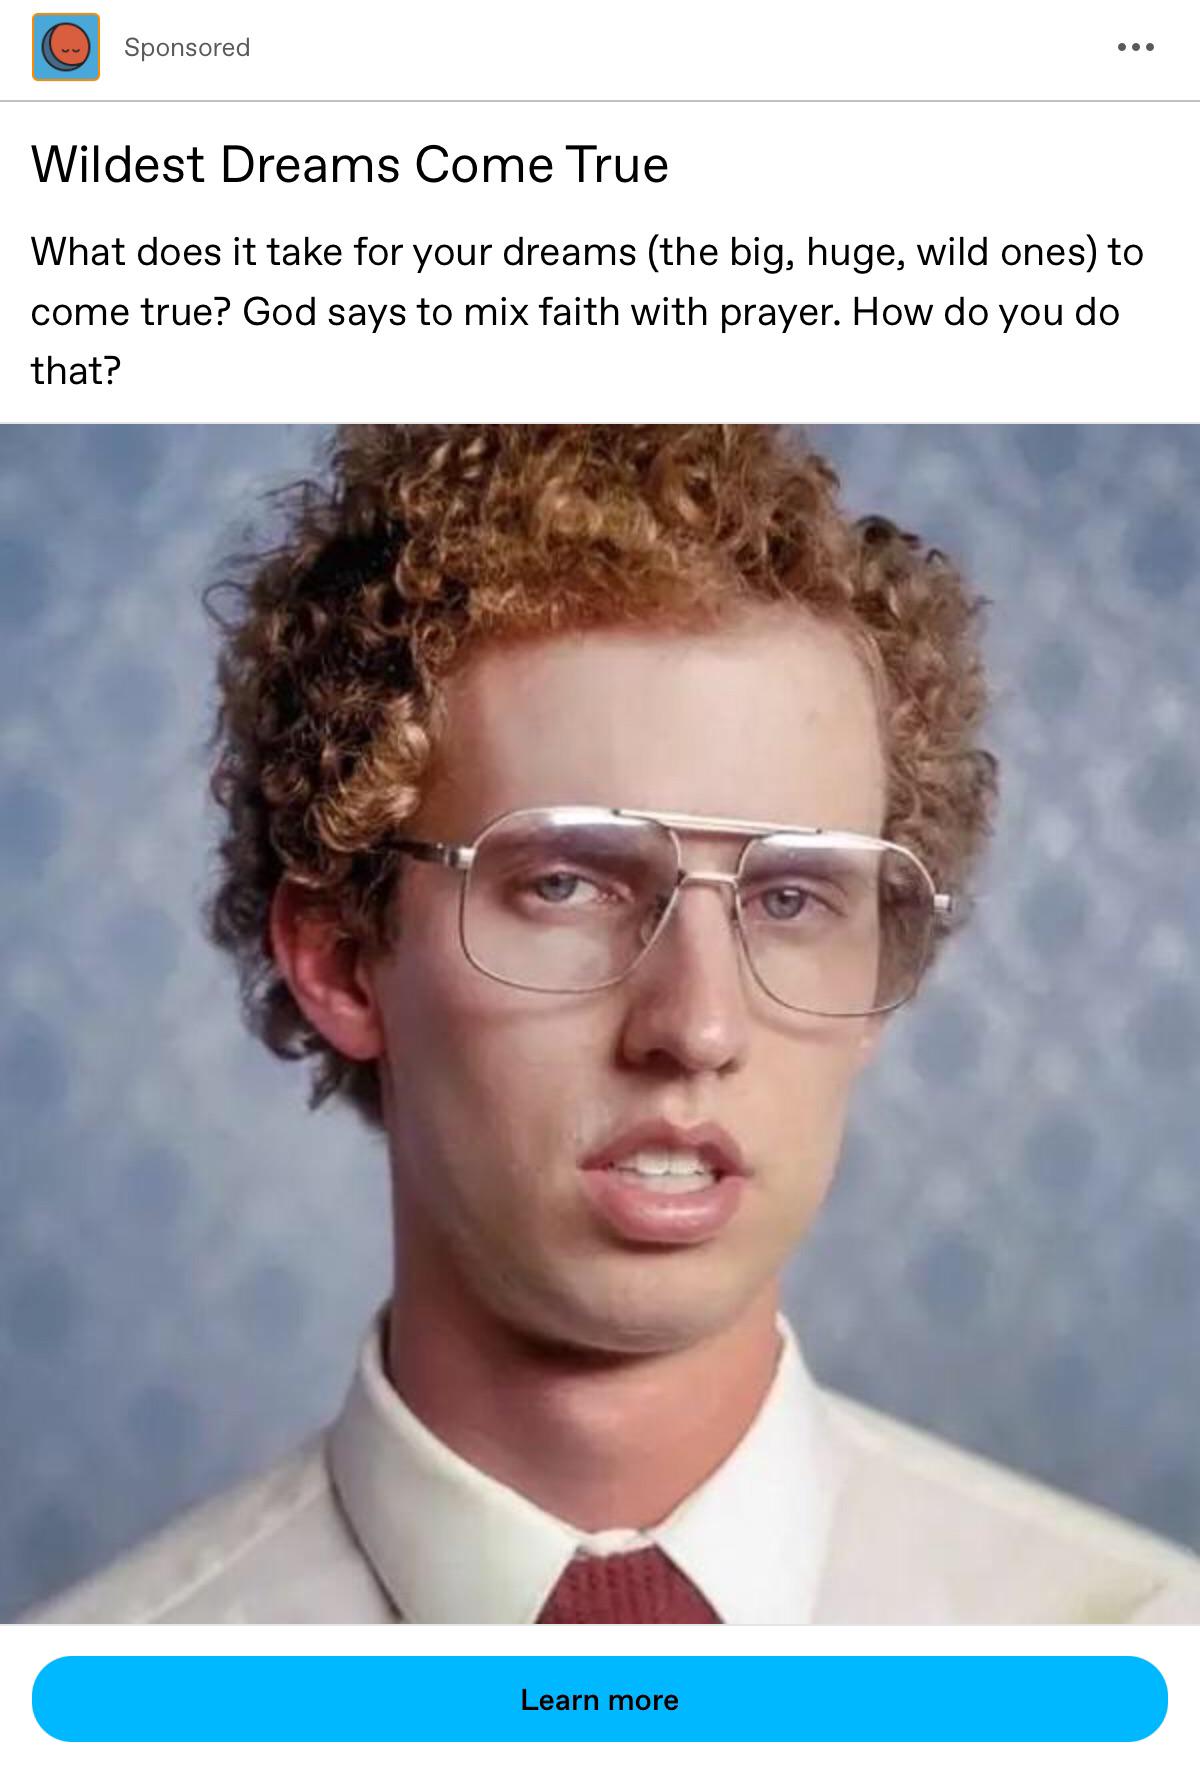 Sponsored
Wildest Dreams Come True
What does it take for your dreams (the big, huge, wild ones) to
come true? God says to mix faith with prayer. How do you do
that?
Learn more